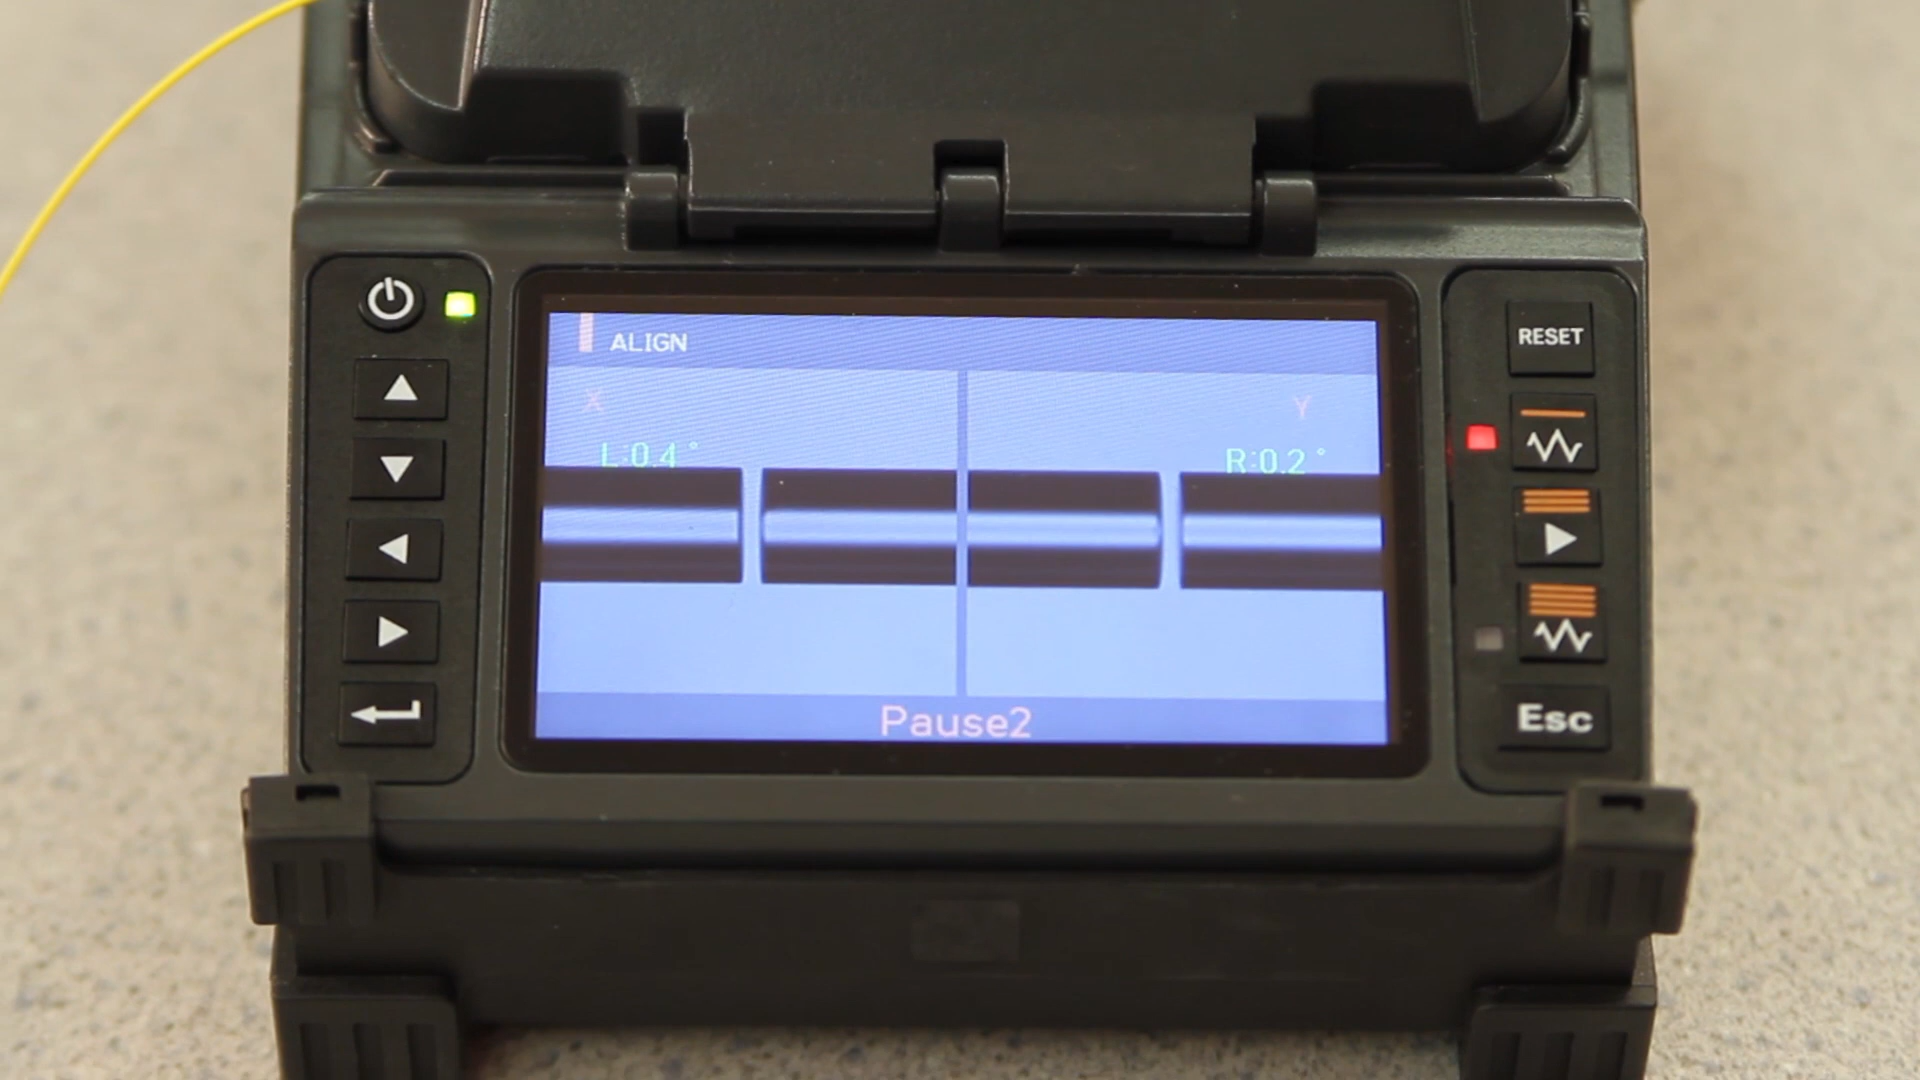 ALIGN
X
Y
L:0.4°
R:0.2°
Pause2
RESET
Esc